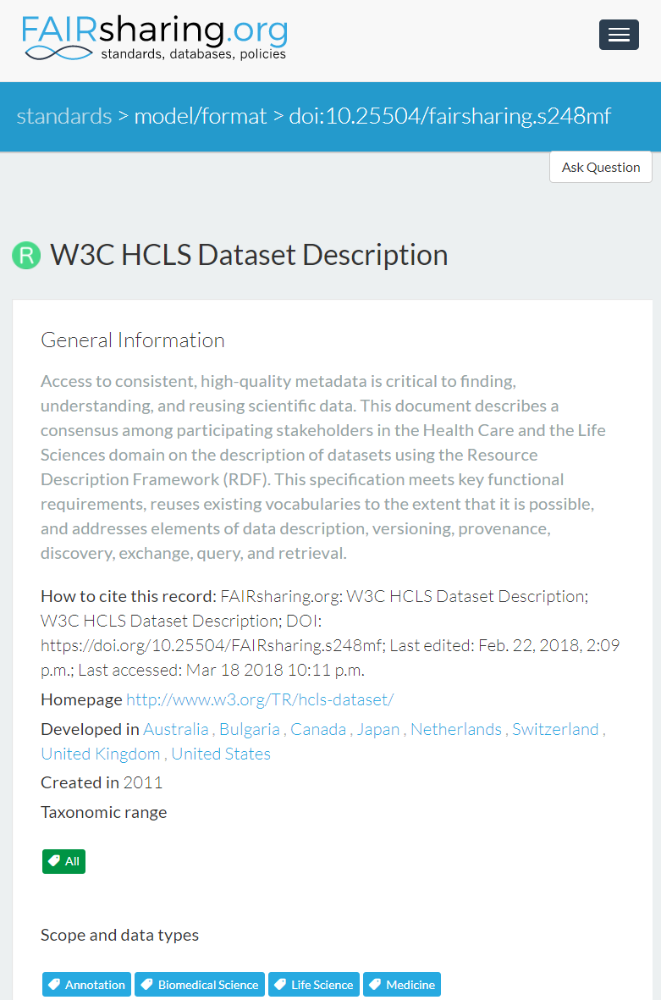 FAIRsharing.org
standards, databases, policies
standards > model/format > doi:10.25504/fairsharing.s248mf
Ask Question
R W3C HCLS Dataset Description
General Information
Access to consistent, high-quality metadata is critical to finding,
understanding, and reusing scientific data. This document describes a
consensus among participating stakeholders in the Health Care and the Life
Sciences domain on the description of datasets using the Resource
Description Framework (RDF). This specification meets key functional
requirements, reuses existing vocabularies to the extent that it is possible,
and addresses elements of data description, versioning, provenance,
discovery, exchange, query, and retrieval.
How to cite this record: FAIRsharing.org: W3C HCLS Dataset Description;
W3C HCLS Dataset Description; DOI:
https://doi.org/10.25504/FAIRsharing.s248mf; Last edited: Feb. 22, 2018, 2:09
p.m.; Last accessed: Mar 18 2018 10:11 p.m.
Homepage http://www.w3.org/TR/hcls-dataset/
Developed in Australia , Bulgaria , Canada , Japan , Netherlands , Switzerland ,
United Kingdom , United States
Created in 2011
Taxonomic range
All
Scope and data types
Annotation Biomedical Science Life Science Medicine